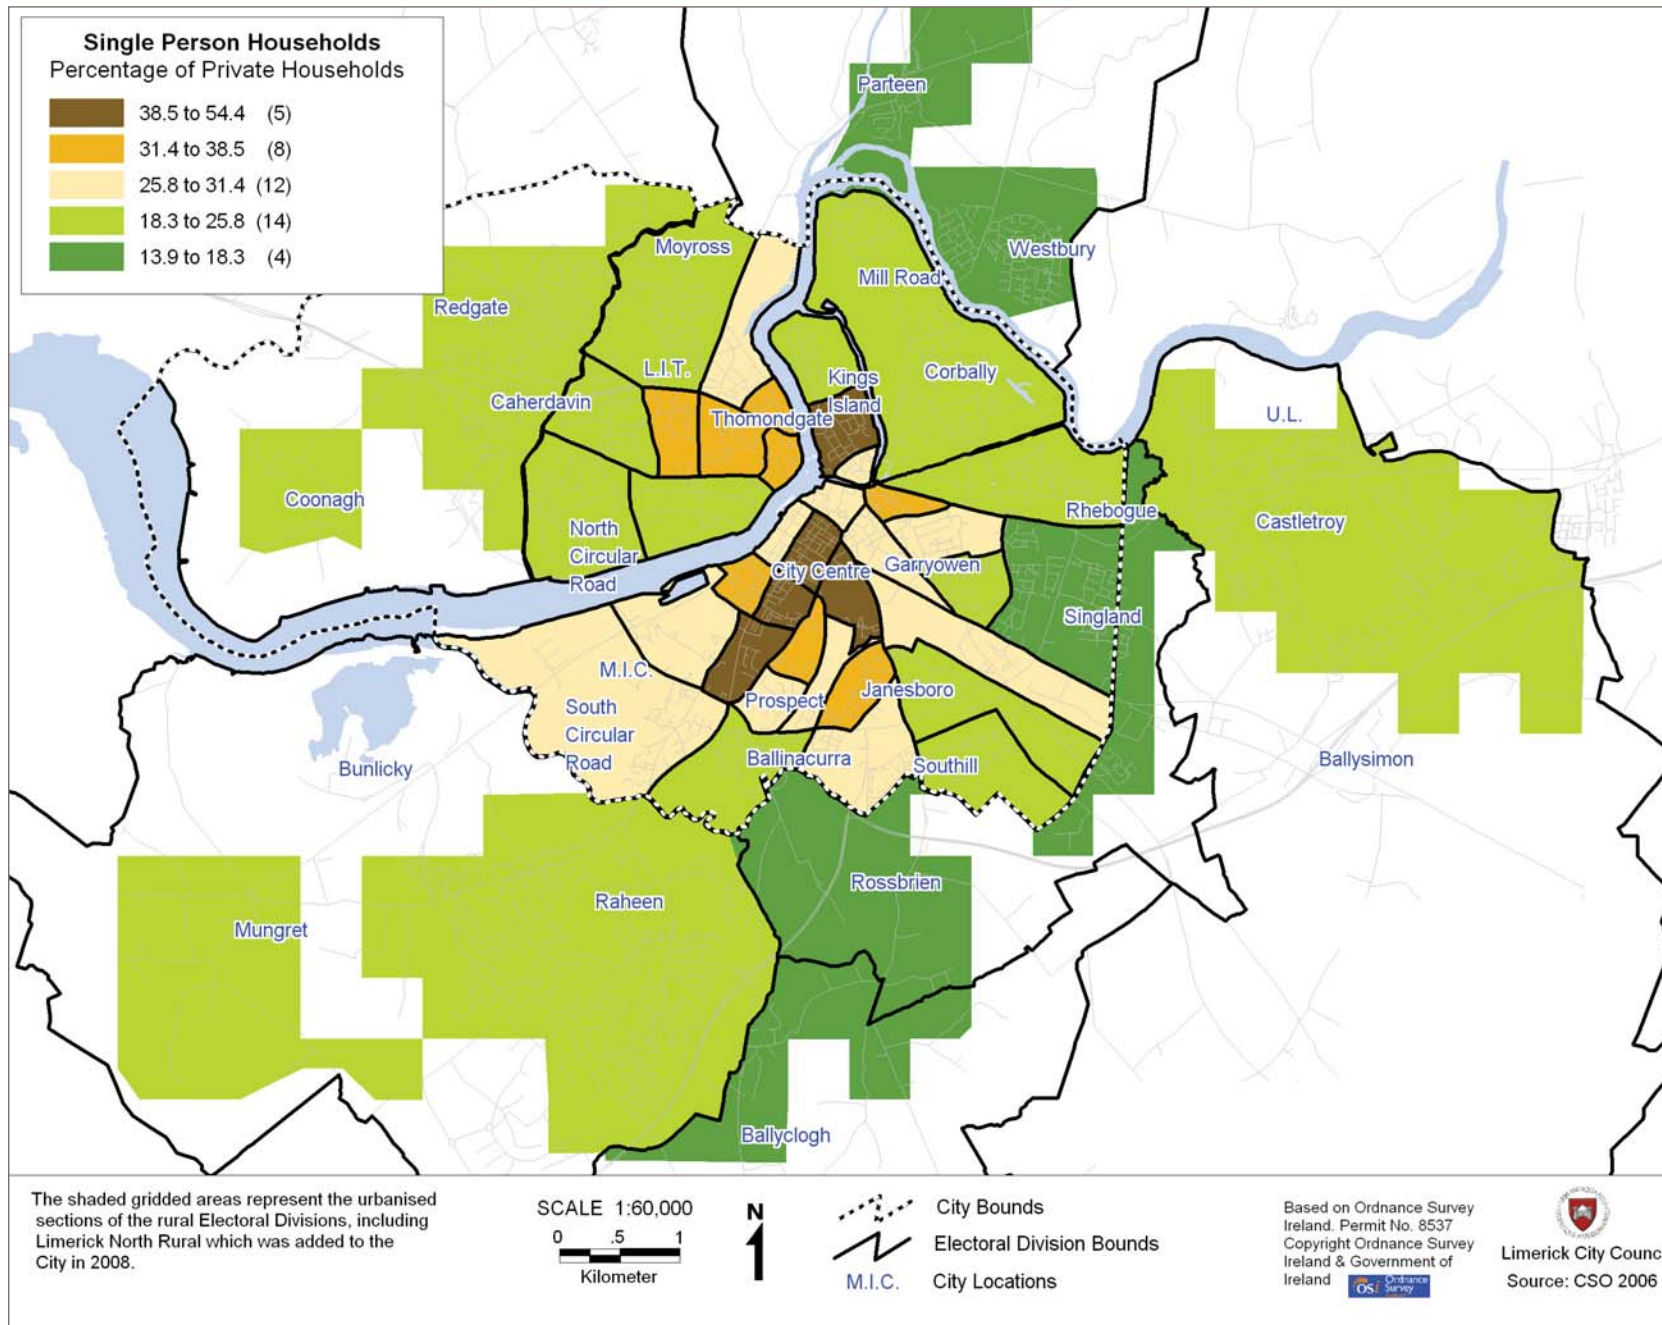 Single Person Households
Percentage of Private Households
38.5 to 54.4 (5)
31.4 to 38.5 (8)
25.8 to 31.4 (12)
18.3 to 25.8 (14)
13.9 to 18.3 (4)
Parteen
Moyross
Westbury
Mill Road
Redgate
L.I.T.
Kings
Island
Corbally
Caherdavin
Thomondgate
U.L.
Coonagh
Rhebogue
Castletroy
North
Circular
Road
City Centre
Garryowen
Singland
M.I.C.
Prospect
Janesboro
South
Circular
Road
Ballinacurra
Southill
Bunlicky
Ballysimon
Rossbrien
Raheen
Mungret
Ballyclogh
The shaded gridded areas represent the urbanised
sections of the rural Electoral Divisions, including
Limerick North Rural which was added to the
City in 2008.
SCALE 1:60,000
0 .5 1
Kilometer
N
City Bounds
Electoral Division Bounds
M.I.C. City Locations
Based on Ordnance Survey
Ireland. Permit No. 8537
Copyright Ordnance Survey
Ireland & Government of
Ireland
OSi Ordnance
Survey
Limerick City Counc
Source: CSO 2006